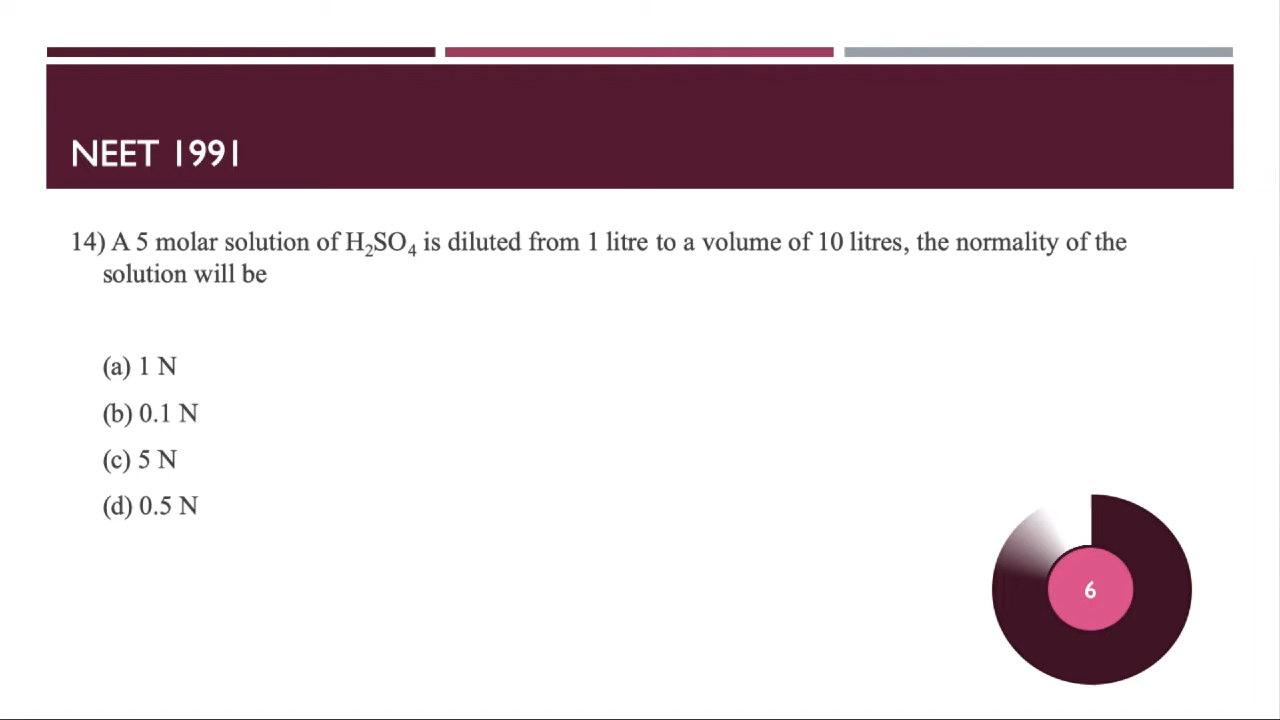 NEET 1991
14) A 5 molar solution of H₂SO₄ is diluted from 1 litre to a volume of 10 litres, the normality of the
solution will be
(a) 1 N
(b) 0.1 N
(c) 5 N
(d) 0.5 N
6